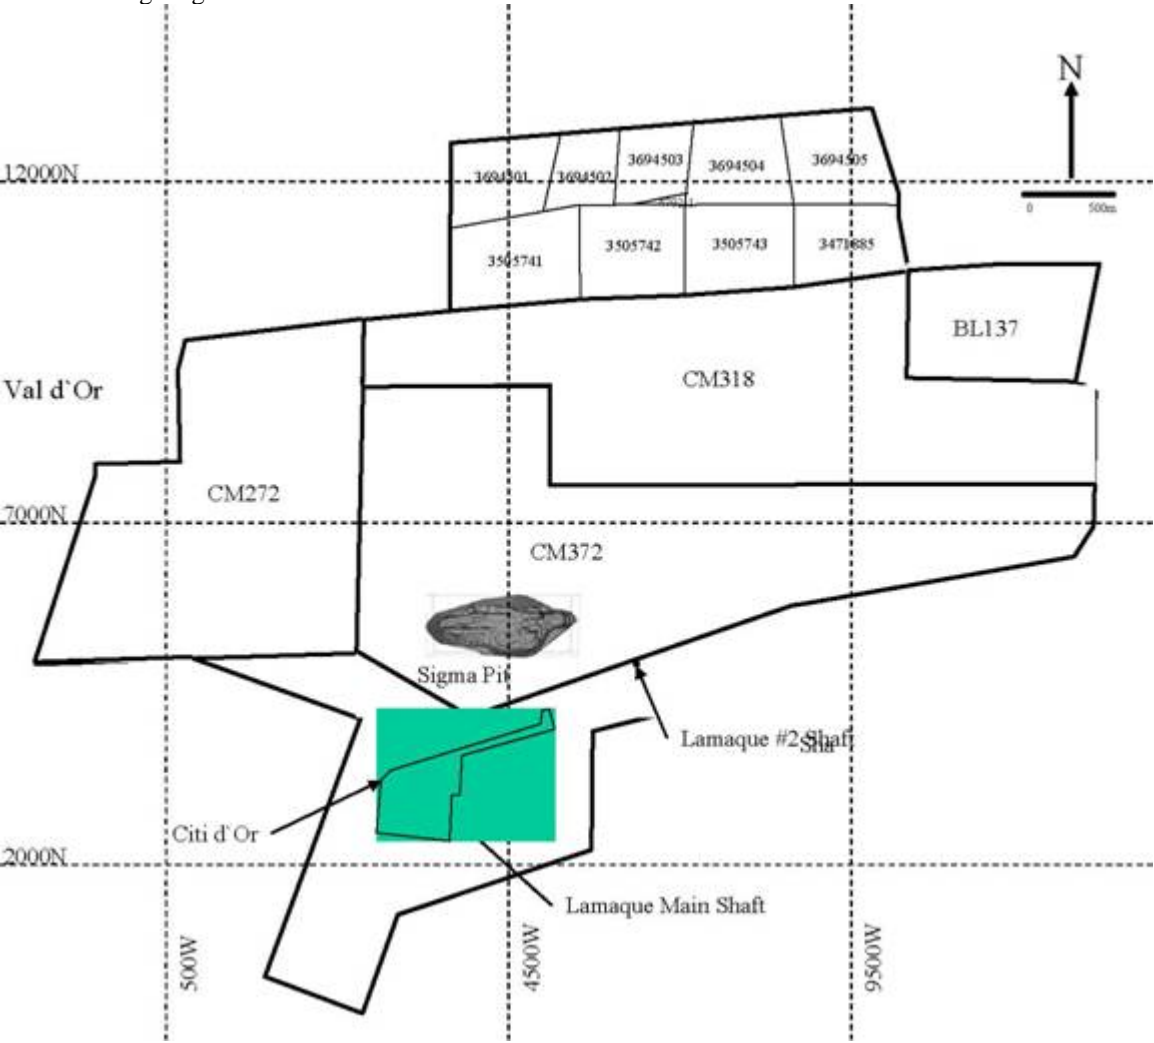 N
12000N
3694501
3694502
3694503
3694504
3694505
0
500m
3505741
3505742
3505743
3471885
BL137
CM318
Val d`Or
CM272
7000N
CM372
Sigma Pit
Lamaque #2 Shaft
Sha
Citi d`Or
2000N
Lamaque Main Shaft
500W
4500W
9500W